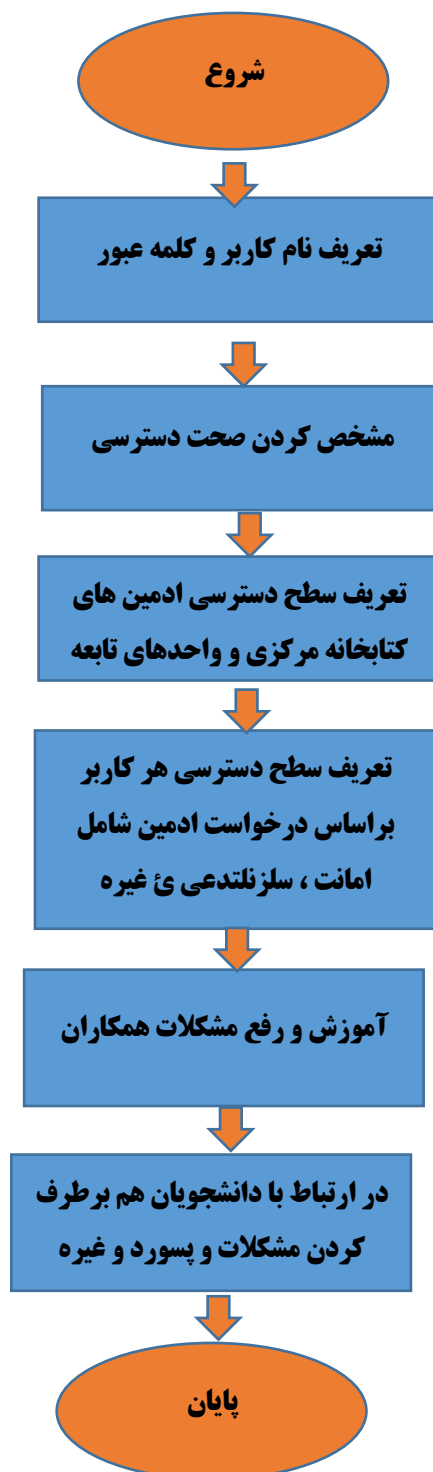 شروع
تعریف نام کاربر و کلمه عبور
مشخص کردن صحت دسترسی
تعریف سطح دسترسی ادمین های
کتابخانه مرکزی و واحدهای تابعه
تعریف سطح دسترسی هر کاربر
براساس درخواست ادمین شامل
امانت ، سلزنلتدعی ئ غیره
آموزش و رفع مشکلات همکاران
در ارتباط با دانشجویان هم برطرف
کردن مشکلات و پسورد و غیره
پایان